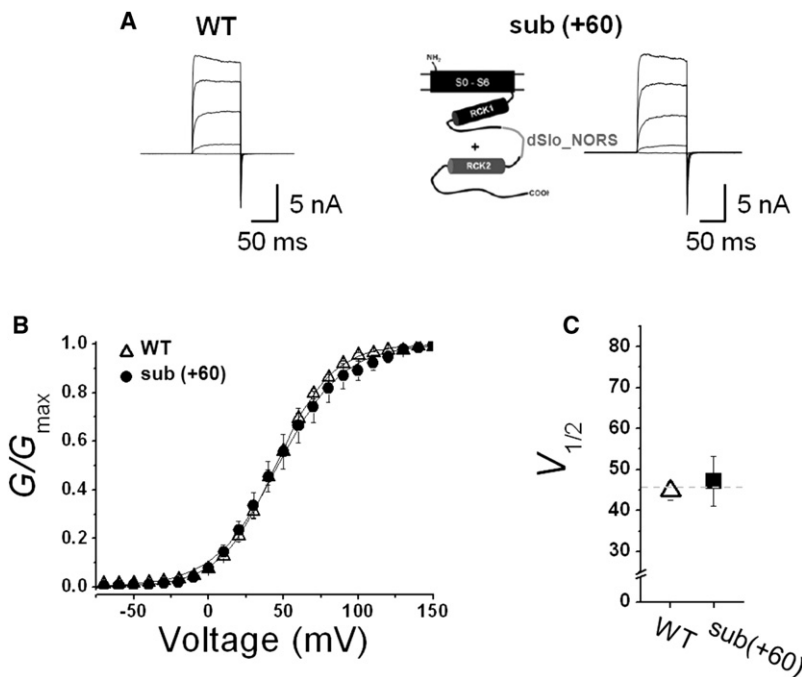 A
WT
sub (+60)
NH2
S0 - S6
RCK1
dSlo_NORS
+
RCK2
COOH
5 nA
50 ms
5 nA
50 ms
B
WT
sub (+60)
G/Gmax
1.0
0.8
0.6
0.4
0.2
0.0
-50
0
50
100
150
Voltage (mV)
C
V1/2
80
70
60
50
40
30
0
WT
sub(+60)